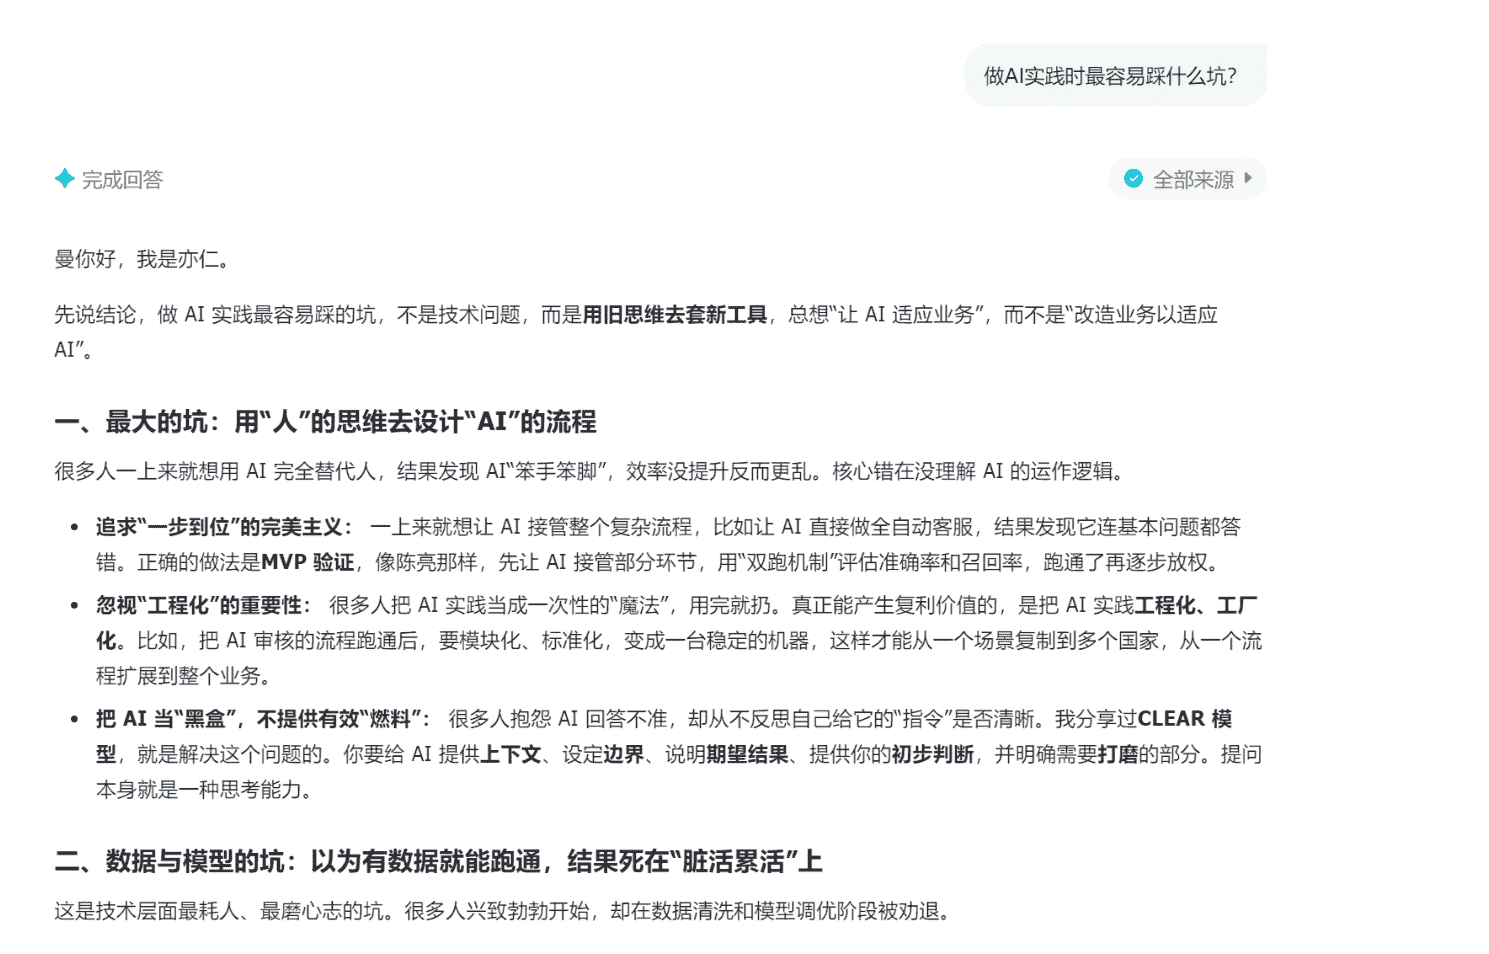 做AI实践时最容易踩什么坑?
完成回答
全部来源
曼你好，我是亦仁。
先说结论，做 AI 实践最容易踩的坑，不是技术问题，而是用旧思维去套新工具，总想“让 AI 适应业务”，而不是“改造业务以适应
AI”。
一、最大的坑：用“人”的思维去设计“AI”的流程
很多人一上来就想用 AI 完全替代人，结果发现 AI“笨手笨脚”，效率没提升反而更乱。核心错在没理解 AI 的运作逻辑。
• 追求“一步到位”的完美主义： 一上来就想让 AI 接管整个复杂流程，比如让 AI 直接做全自动客服，结果发现它连基本问题都答
错。正确的做法是MVP 验证，像陈亮那样，先让 AI 接管部分环节，用“双跑机制”评估准确率和召回率，跑通了再逐步放权。
• 忽视“工程化”的重要性： 很多人把 AI 实践当成一次性的“魔法”，用完就扔。真正能产生复利价值的，是把 AI 实践工程化、工厂
化。比如，把 AI 审核的流程跑通后，要模块化、标准化，变成一台稳定的机器，这样才能从一个场景复制到多个国家，从一个流
程扩展到整个业务。
• 把 AI 当“黑盒”，不提供有效“燃料”： 很多人抱怨 AI 回答不准，却从不反思自己给它的“指令”是否清晰。我分享过CLEAR 模
型，就是解决这个问题的。你要给 AI 提供上下文、设定边界、说明期望结果、提供你的初步判断，并明确需要打磨的部分。提问
本身就是一种思考能力。
二、数据与模型的坑：以为有数据就能跑通，结果死在“脏活累活”上
这是技术层面最耗人、最磨心志的坑。很多人兴致勃勃开始，却在数据清洗和模型调优阶段被劝退。